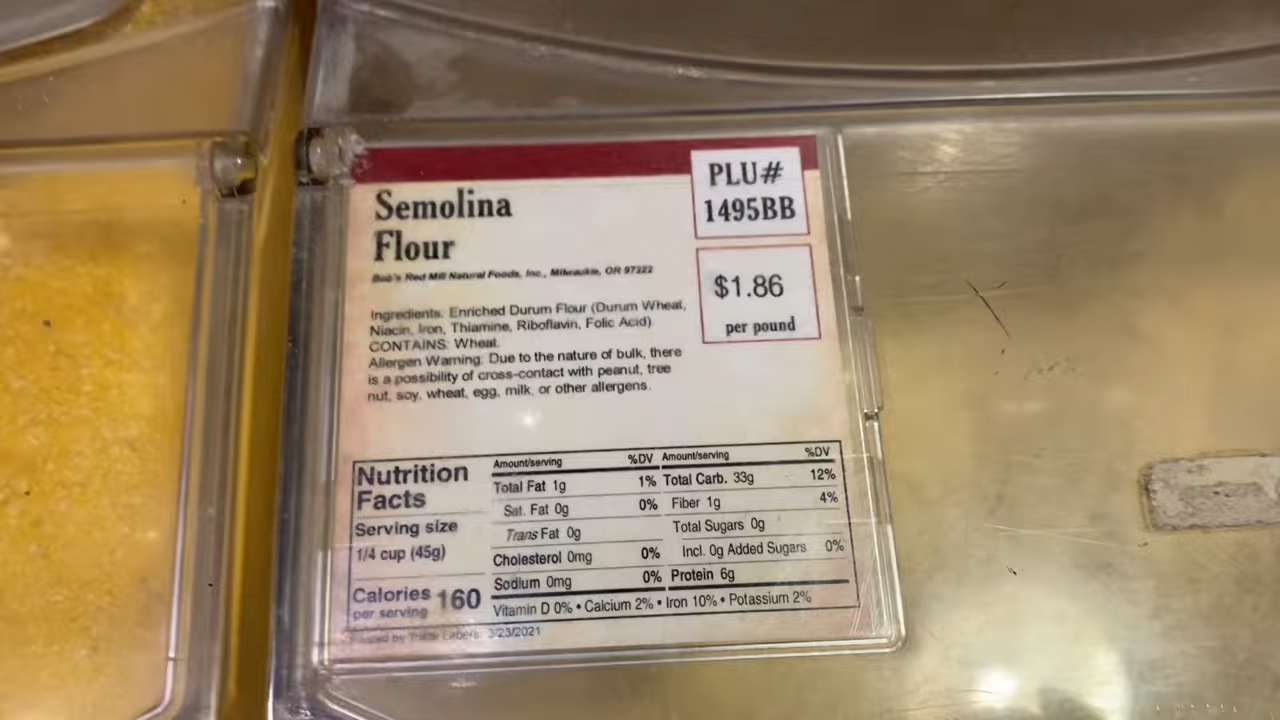 Semolina
Flour
Bob's Red Mill Natural Foods, Inc., Milwaukie, OR 97222
PLU#
1495BB
$1.86
per pound
Ingredients: Enriched Durum Flour (Durum Wheat,
Niacin, Iron, Thiamine, Riboflavin, Folic Acid).
CONTAINS: Wheat.
Allergen Warning: Due to the nature of bulk, there
is a possibility of cross-contact with peanut, tree
nut, soy, wheat, egg, milk, or other allergens.
Nutrition
Facts
Serving size
1/4 cup (45g)
Calories 160
per serving
Amount/serving %DV
Total Fat 1g 1%
Sat. Fat 0g 0%
Trans Fat 0g
Cholesterol 0mg 0%
Sodium 0mg 0%
Amount/serving %DV
Total Carb. 33g 12%
Fiber 1g 4%
Total Sugars 0g
Incl. 0g Added Sugars 0%
Protein 6g
Vitamin D 0% • Calcium 2% • Iron 10% • Potassium 2%
by Labels 3/23/2021